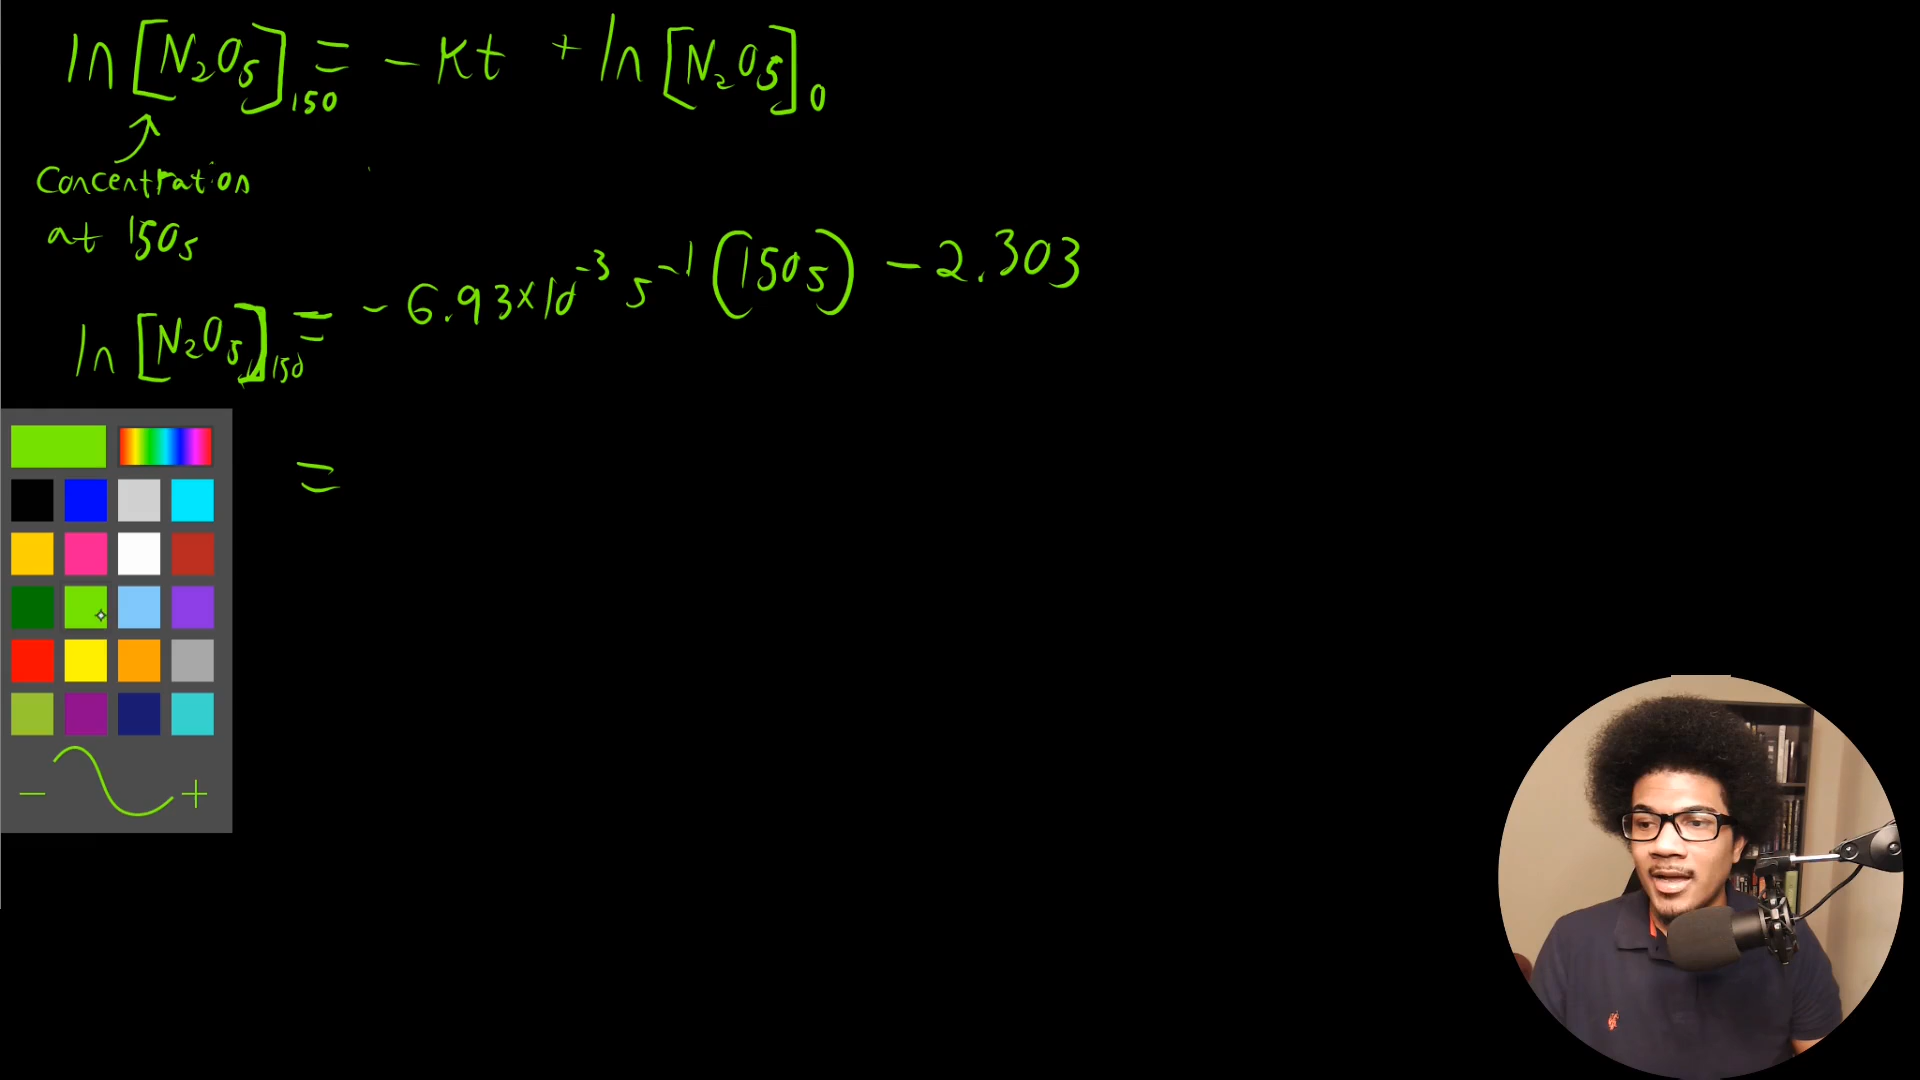 ln [N₂O₅]₁₅₀ = - Kt + ln [N₂O₅]₀
Concentration
at 150s
ln [N₂O₅]₁₅₀ = - 6.93×10⁻³ s⁻¹ (150s) - 2.303
=
- +